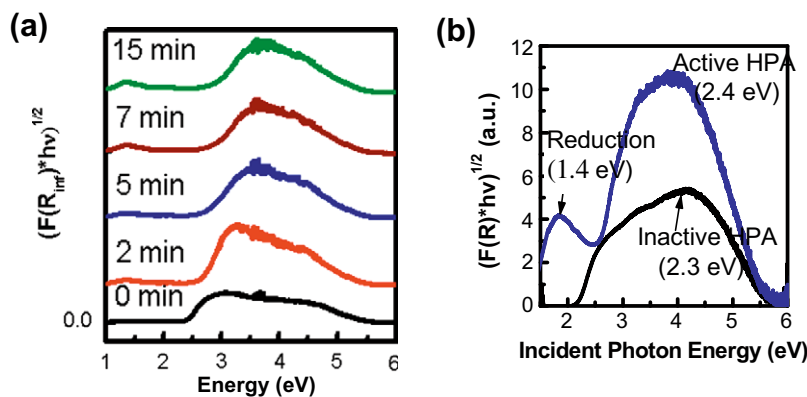 (a)
15 min
7 min
5 min
2 min
0 min
0.0
(F(R_inf)*hν)^1/2
1 2 3 4 5 6
Energy (eV)
(b)
12
10
8
6
4
2
0
(F(R)*hν)^1/2 (a.u.)
Active HPA
(2.4 eV)
Reduction
(1.4 eV)
Inactive HPA
(2.3 eV)
2 3 4 5 6
Incident Photon Energy (eV)